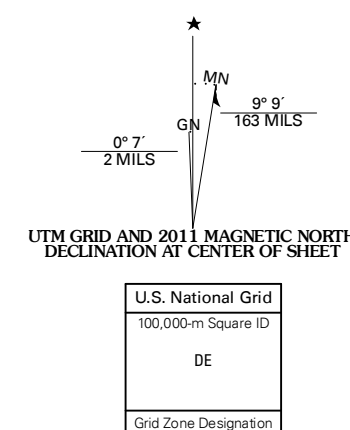 ★
MN
GN
9° 9´
163 MILS
0° 7´
2 MILS
UTM GRID AND 2011 MAGNETIC NORTH
DECLINATION AT CENTER OF SHEET
U.S. National Grid
100,000-m Square ID
DE
Grid Zone Designation